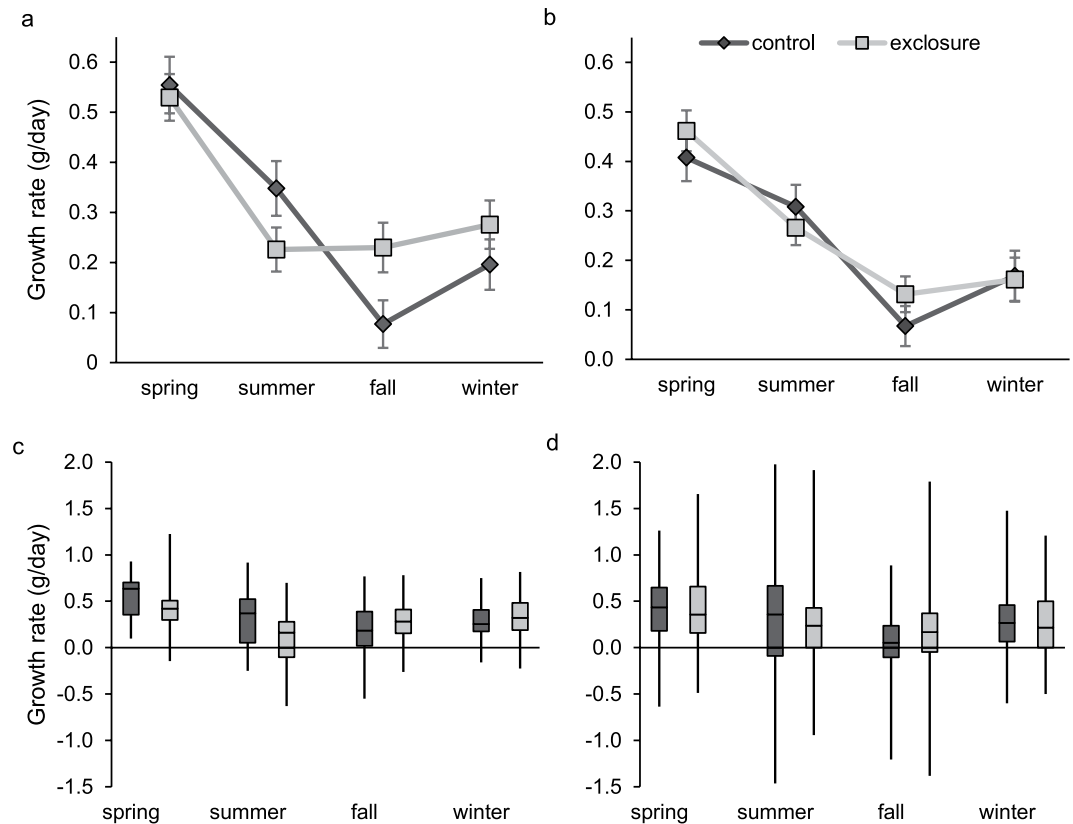 a
b
control
exclosure
Growth rate (g/day)
0.6
0.5
0.4
0.3
0.2
0.1
0
spring
summer
fall
winter
0.6
0.5
0.4
0.3
0.2
0.1
0.0
spring
summer
fall
winter
c
d
Growth rate (g/day)
2.0
1.5
1.0
0.5
0.0
-0.5
-1.0
-1.5
spring
summer
fall
winter
2.0
1.5
1.0
0.5
0.0
-0.5
-1.0
-1.5
spring
summer
fall
winter